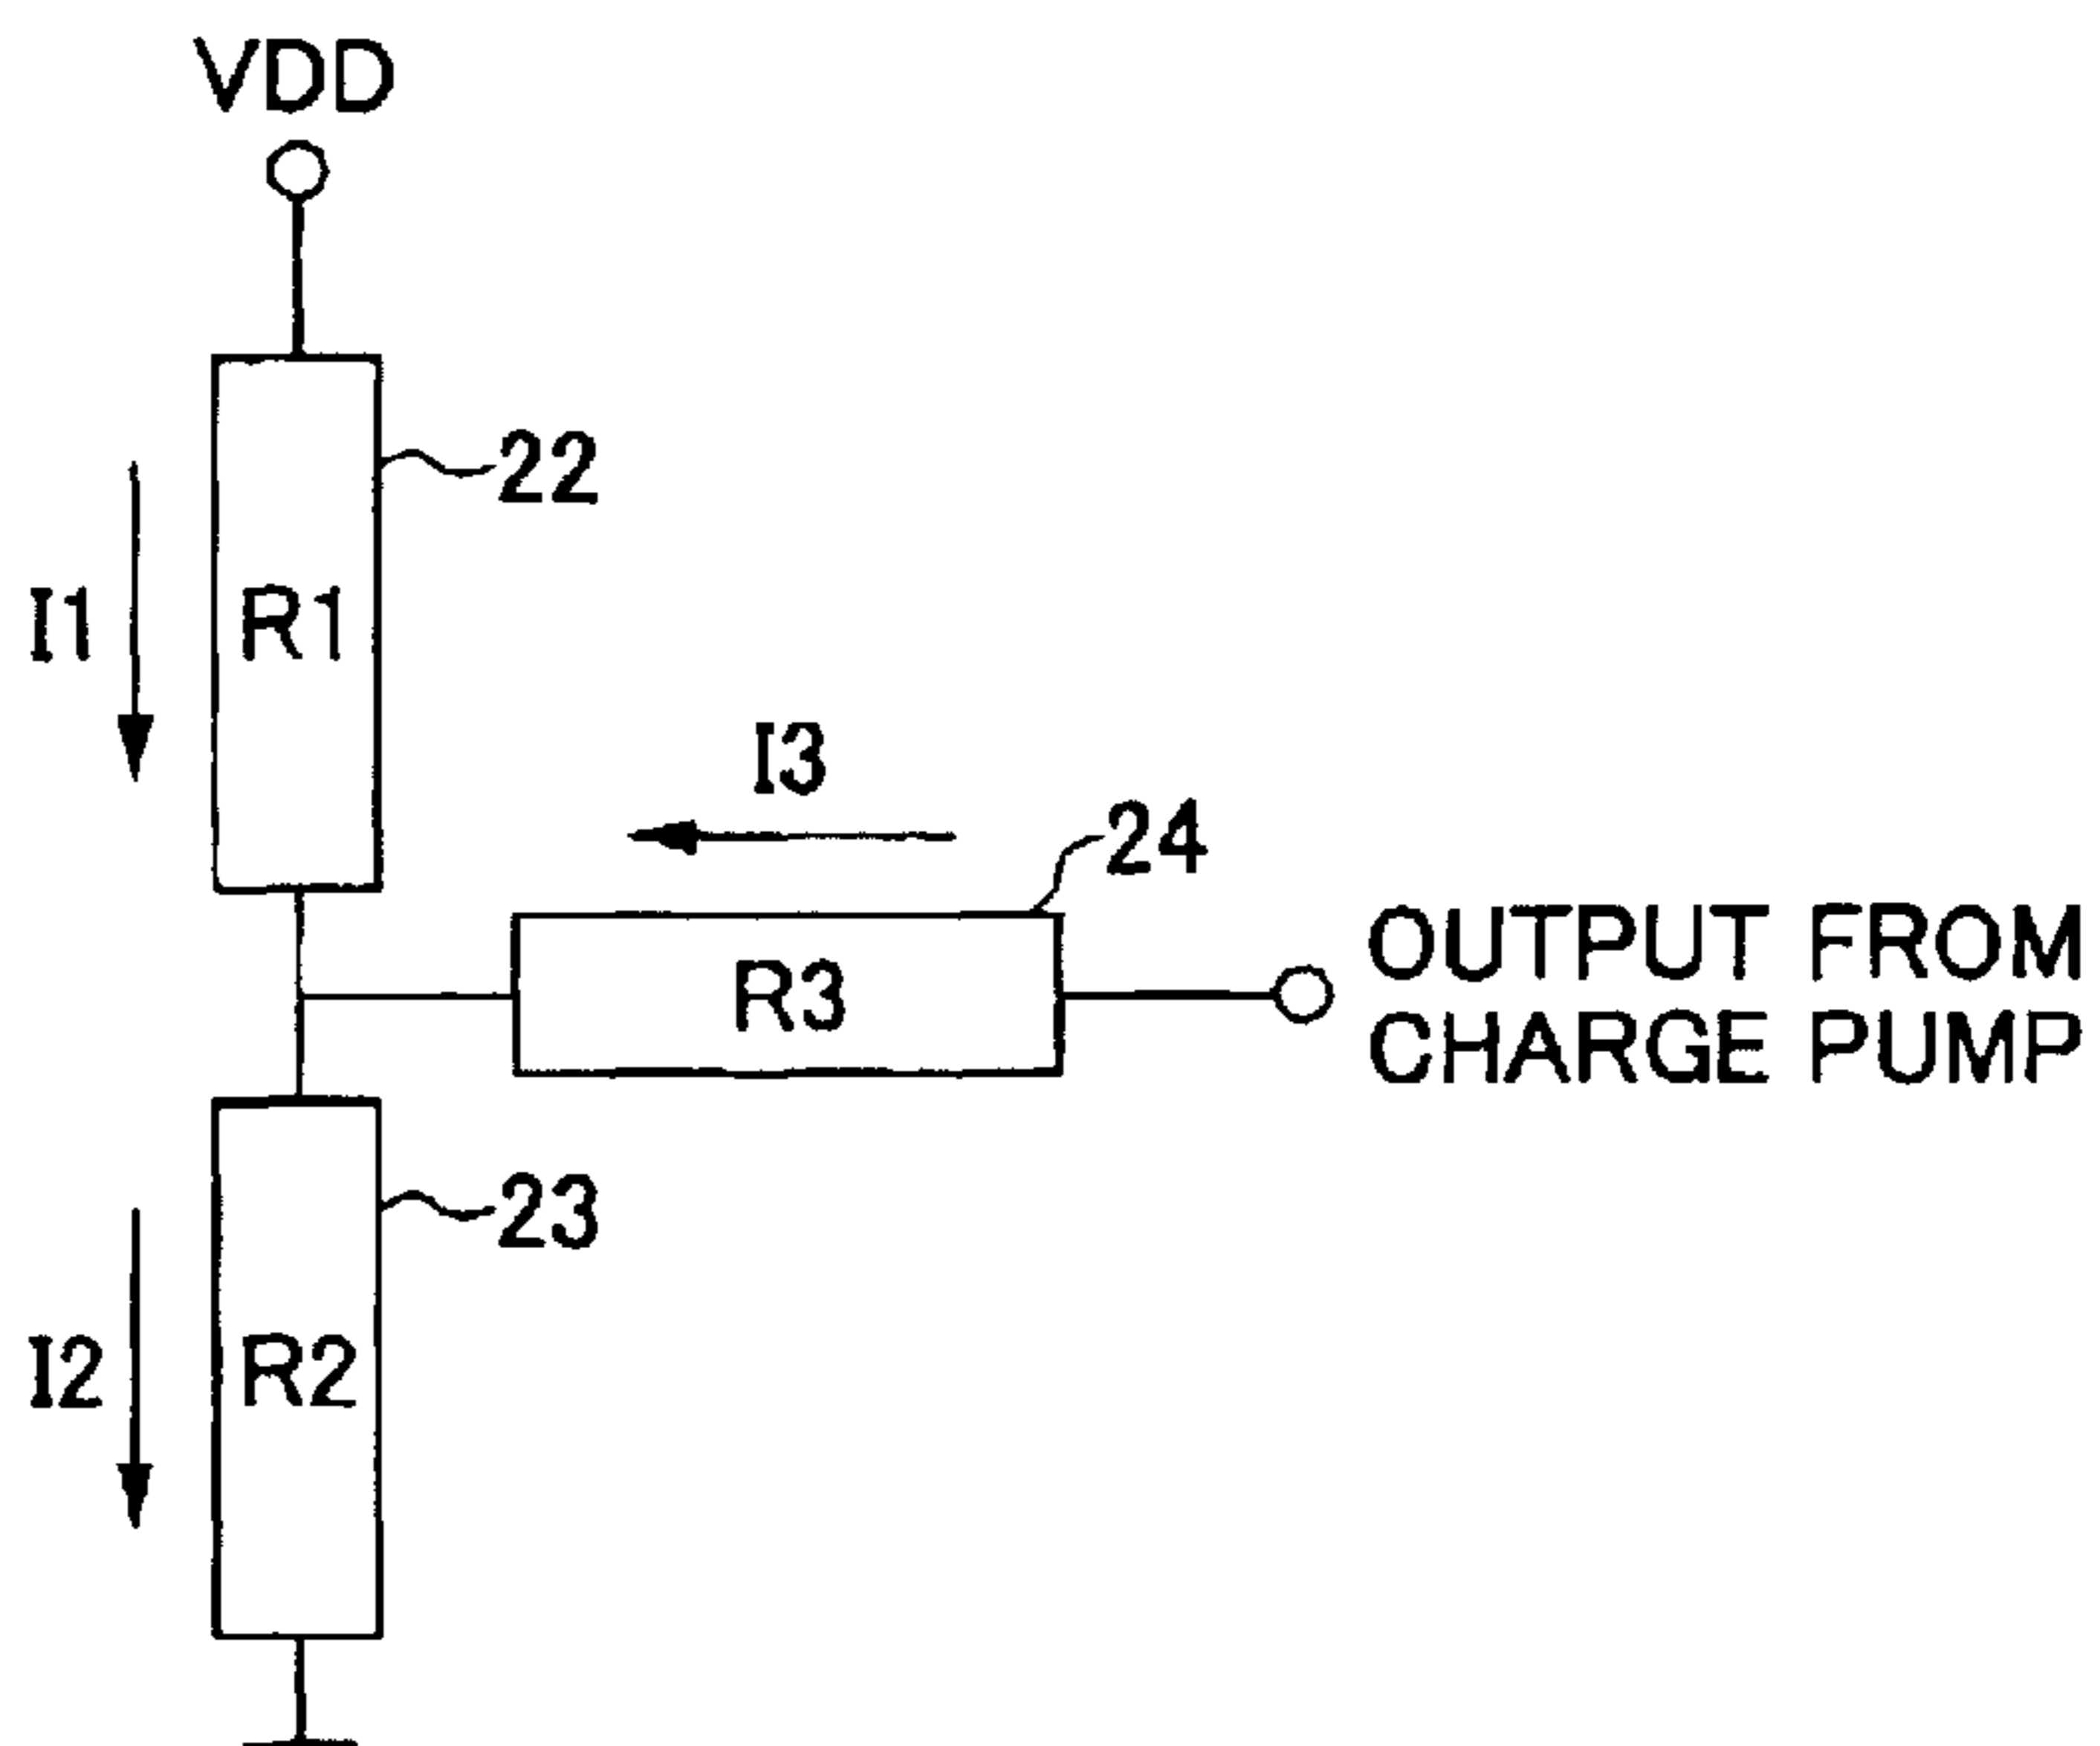 VDD
22
I1
R1
I3
24
R3
OUTPUT FROM
CHARGE PUMP
23
I2
R2